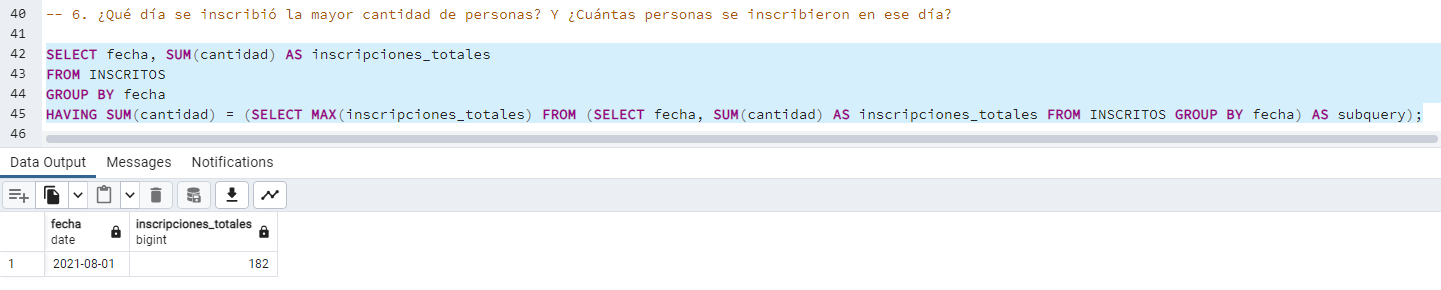 40 -- 6. ¿Qué día se inscribió la mayor cantidad de personas? Y ¿Cuántas personas se inscribieron en ese día?
41
42 SELECT fecha, SUM(cantidad) AS inscripciones_totales
43 FROM INSCRITOS
44 GROUP BY fecha
45 HAVING SUM(cantidad) = (SELECT MAX(inscripciones_totales) FROM (SELECT fecha, SUM(cantidad) AS inscripciones_totales FROM INSCRITOS GROUP BY fecha) AS subquery);
46
Data Output Messages Notifications
fecha inscripciones_totales
date bigint
1 2021-08-01 182